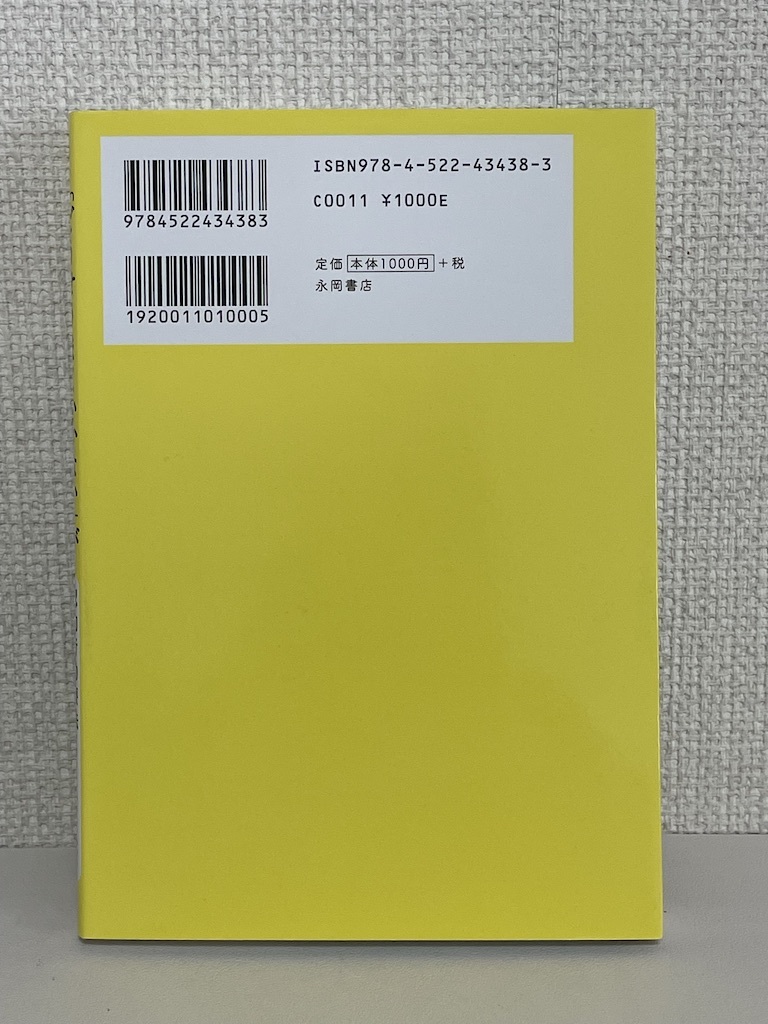 ISBN978-4-522-43438-3
9784522434383
C0011 ¥1000E
定価 本体1000円 +税
永岡書店
1920011010005